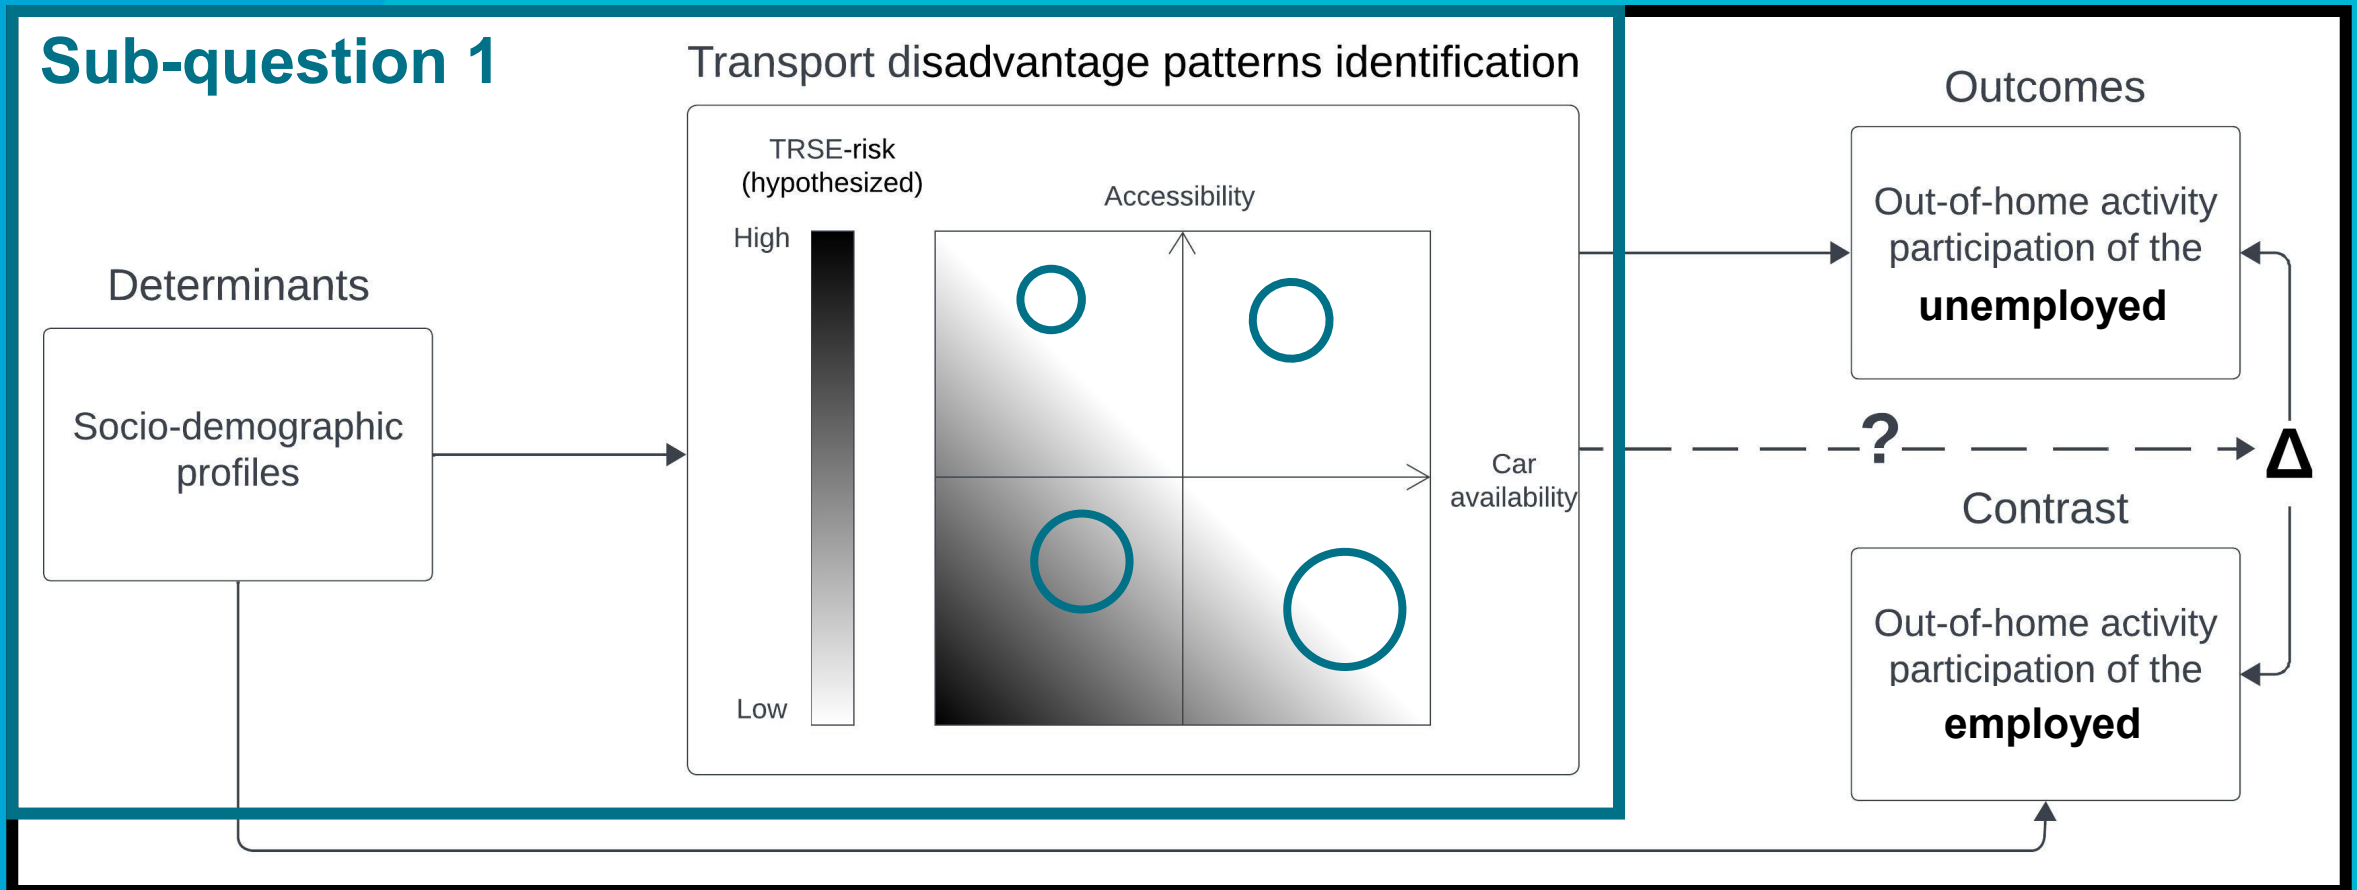 Sub-question 1
Transport disadvantage patterns identification
TRSE-risk
(hypothesized)
High
Low
Accessibility
Car
availability
Determinants
Socio-demographic
profiles
Outcomes
Out-of-home activity
participation of the
unemployed
?
Δ
Contrast
Out-of-home activity
participation of the
employed